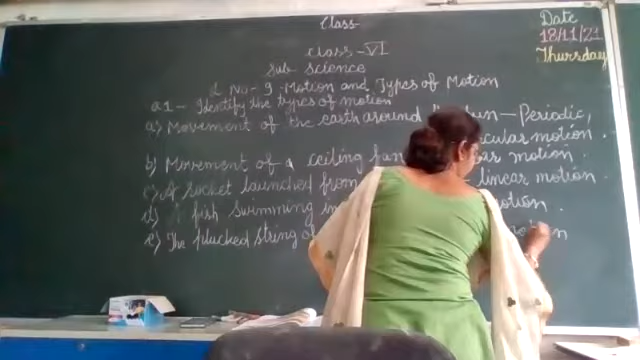 Class
Date
18/11/21
Thursday
Class - VI
Sub Science
L No - 9 Motion and Types of Motion
Q1 - Identify the types of motion
a) Movement of the earth around sun - Periodic,
circular motion.
b) Movement of a ceiling fan motion.
c) A rocket launched from linear motion.
d) A fish swimming in motion.
e) The plucked string of motion